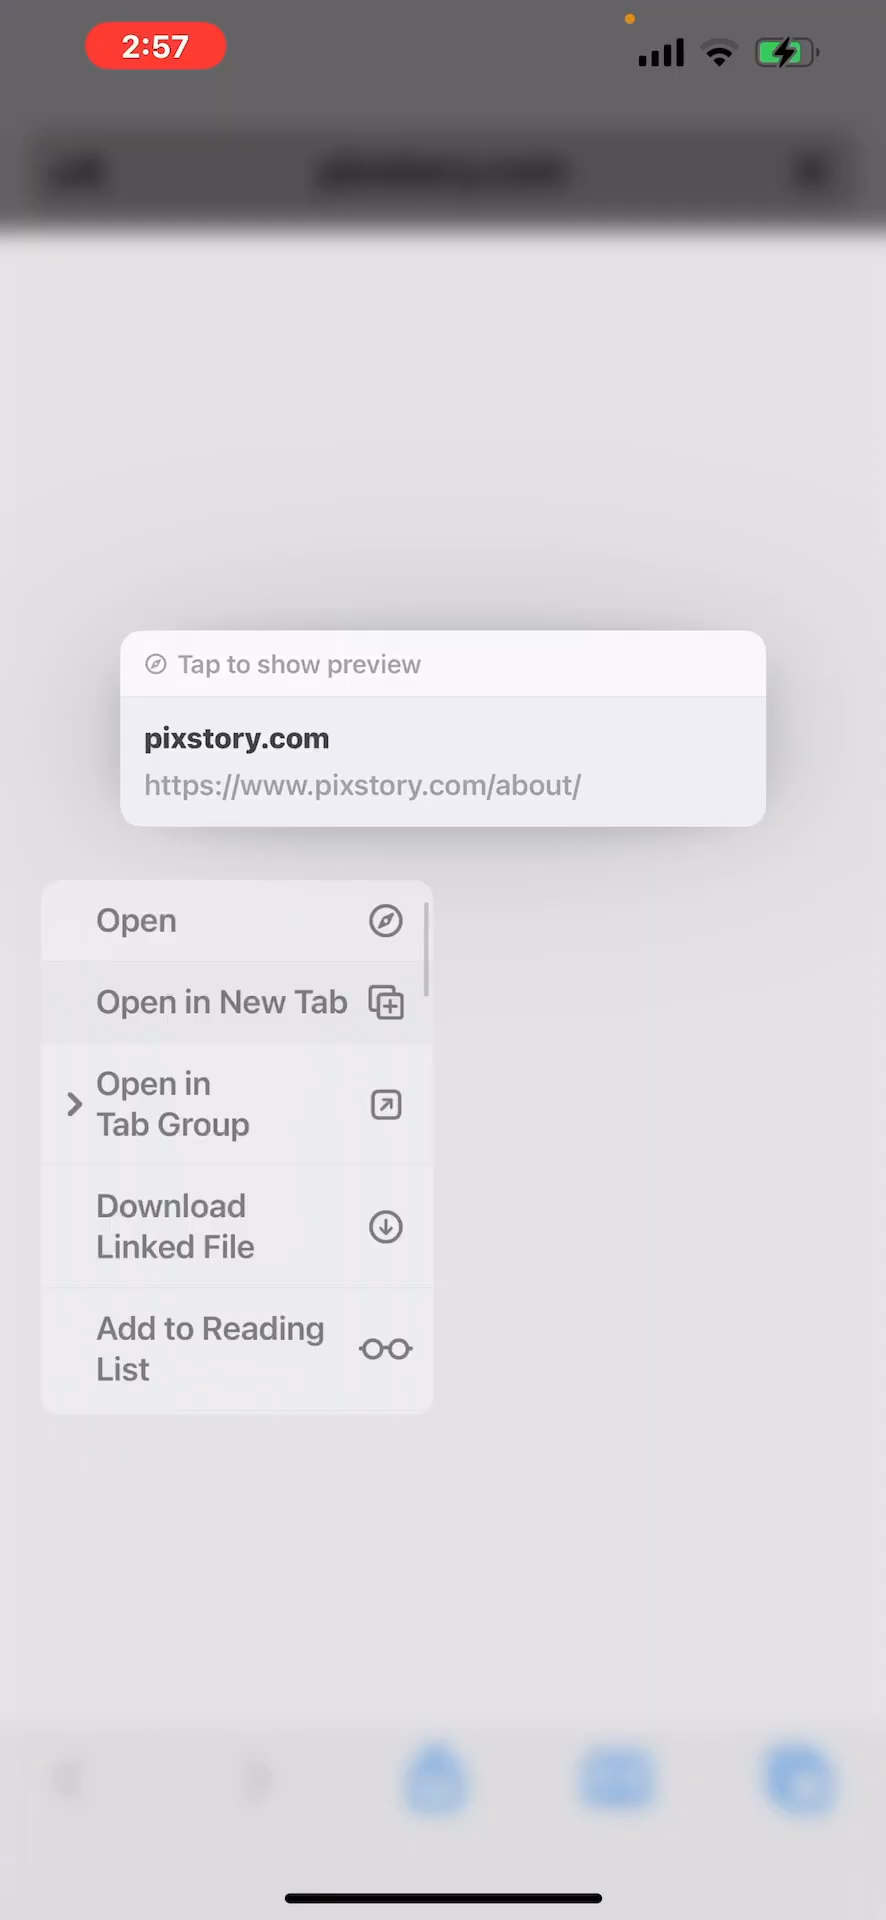 2:57
Tap to show preview
pixstory.com
https://www.pixstory.com/about/
Open
Open in New Tab
Open in
Tab Group
Download
Linked File
Add to Reading
List